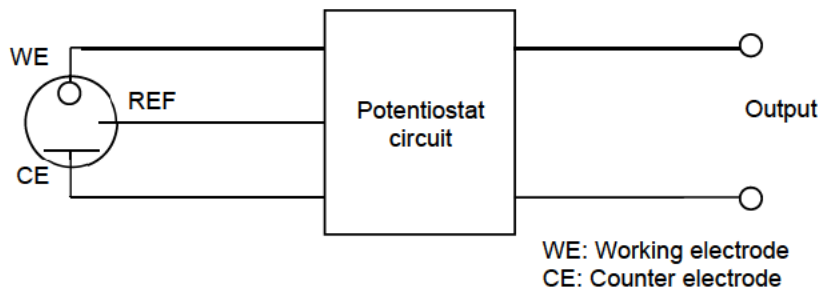 WE
REF
CE
Potentiostat
circuit
Output
WE: Working electrode
CE: Counter electrode